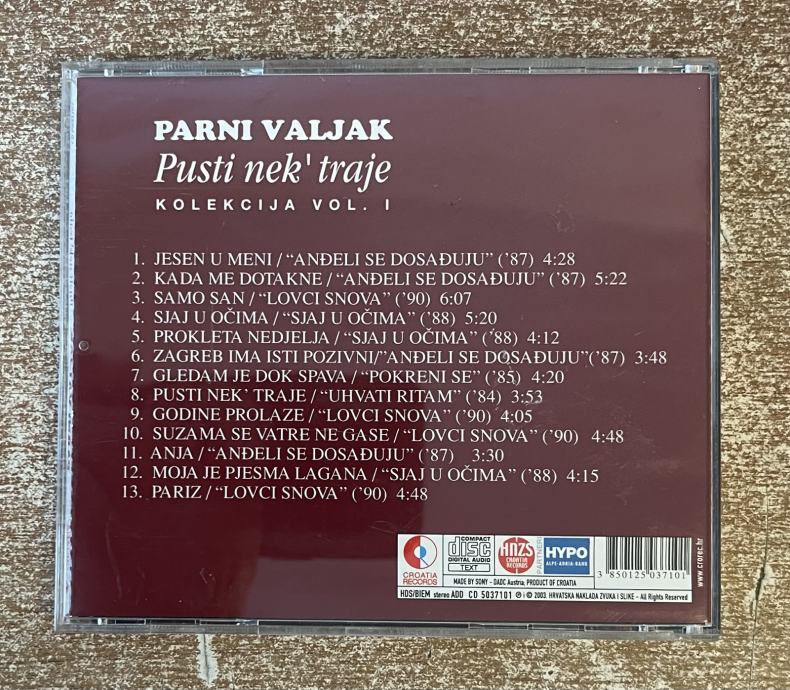 PARNI VALJAK
Pusti nek' traje
KOLEKCIJA VOL. I
1. JESEN U MENI / “ANĐELI SE DOSAĐUJU” (’87) 4:28
2. KADA ME DOTAKNE / “ANĐELI SE DOSAĐUJU” (’87) 5:22
3. SAMO SAN / “LOVCI SNOVA” (’90) 6:07
4. SJAJ U OČIMA / “SJAJ U OČIMA” (’88) 5:20
5. PROKLETA NEDJELJA / “SJAJ U OČIMA” (’88) 4:12
6. ZAGREB IMA ISTI POZIVNI/”ANĐELI SE DOSAĐUJU”(’87) 3:48
7. GLEDAM JE DOK SPAVA / “POKRENI SE” (’85) 4:20
8. PUSTI NEK’ TRAJE / “UHVATI RITAM” (’84) 3:53
9. GODINE PROLAZE / “LOVCI SNOVA” (’90) 4:05
10. SUZAMA SE VATRE NE GASE / “LOVCI SNOVA” (’90) 4:48
11. ANJA / “ANĐELI SE DOSAĐUJU” (’87) 3:30
12. MOJA JE PJESMA LAGANA / “SJAJ U OČIMA” (’88) 4:15
13. PARIZ / “LOVCI SNOVA” (’90) 4:48
CROATIA RECORDS
COMPACT disc DIGITAL AUDIO TEXT
HNZS CROATIA RECORDS
PARTNERI
HYPO ALPE-ADRIA-BANK
3 850125 037101
www.crorec.hr
MADE BY SONY - DADC Austria, PRODUCT OF CROATIA
HDS/BIEM stereo ADD CD 5037101 ℗ i © 2003. HRVATSKA NAKLADA ZVUKA I SLIKE - All Rights Reserved